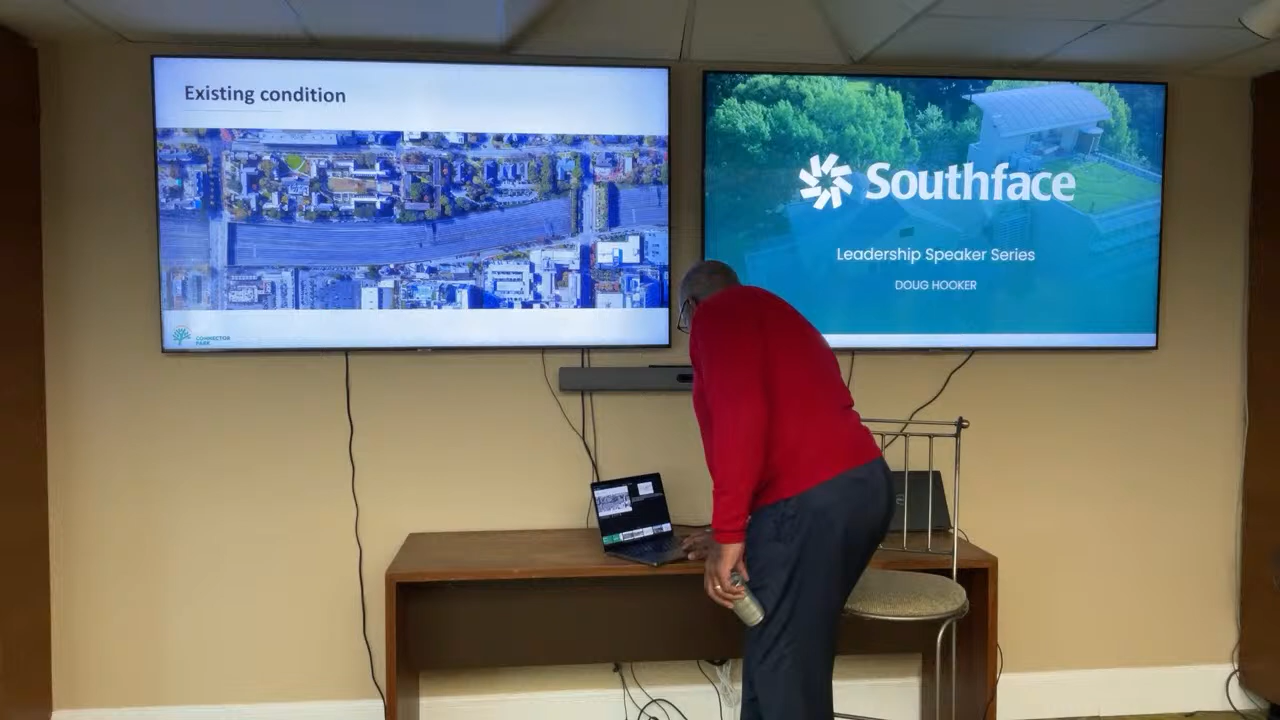 Existing condition
CONNECTOR
PARK
Southface
Leadership Speaker Series
DOUG HOOKER